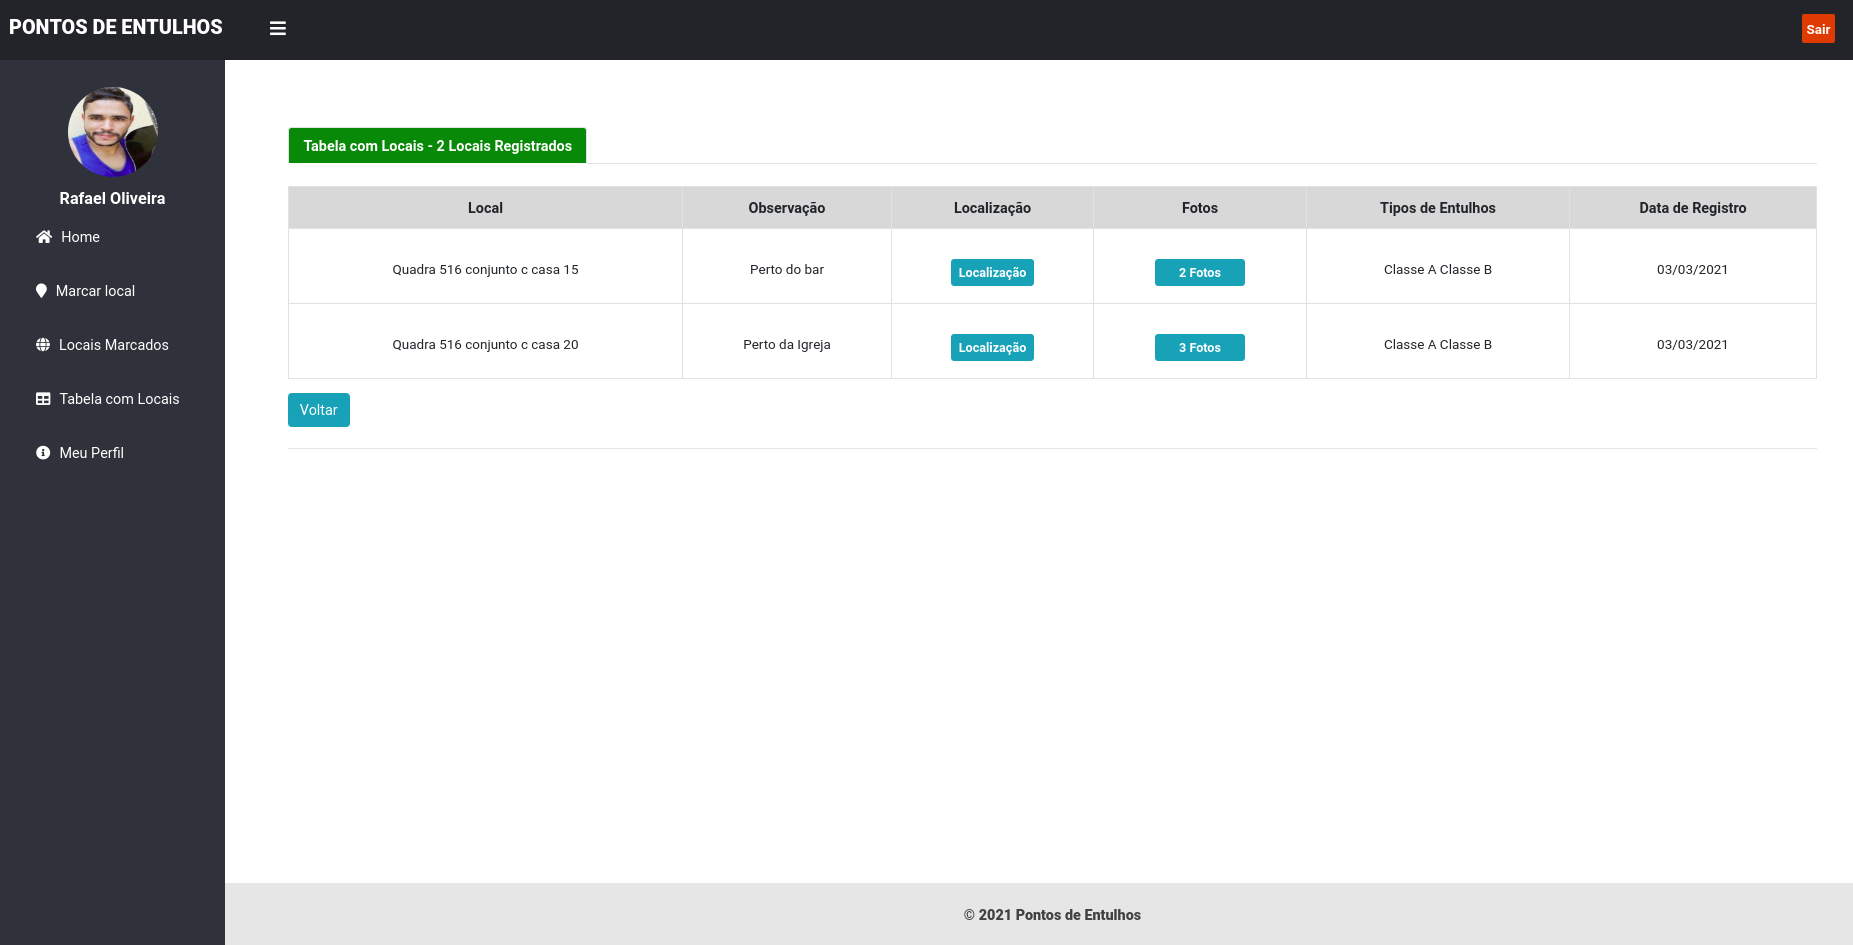 PONTOS DE ENTULHOS
Sair
Rafael Oliveira
Home
Marcar local
Locais Marcados
Tabela com Locais
Meu Perfil
Tabela com Locais - 2 Locais Registrados
Local Observação Localização Fotos Tipos de Entulhos Data de Registro
Quadra 516 conjunto c casa 15 Perto do bar Localização 2 Fotos Classe A Classe B 03/03/2021
Quadra 516 conjunto c casa 20 Perto da Igreja Localização 3 Fotos Classe A Classe B 03/03/2021
Voltar
© 2021 Pontos de Entulhos